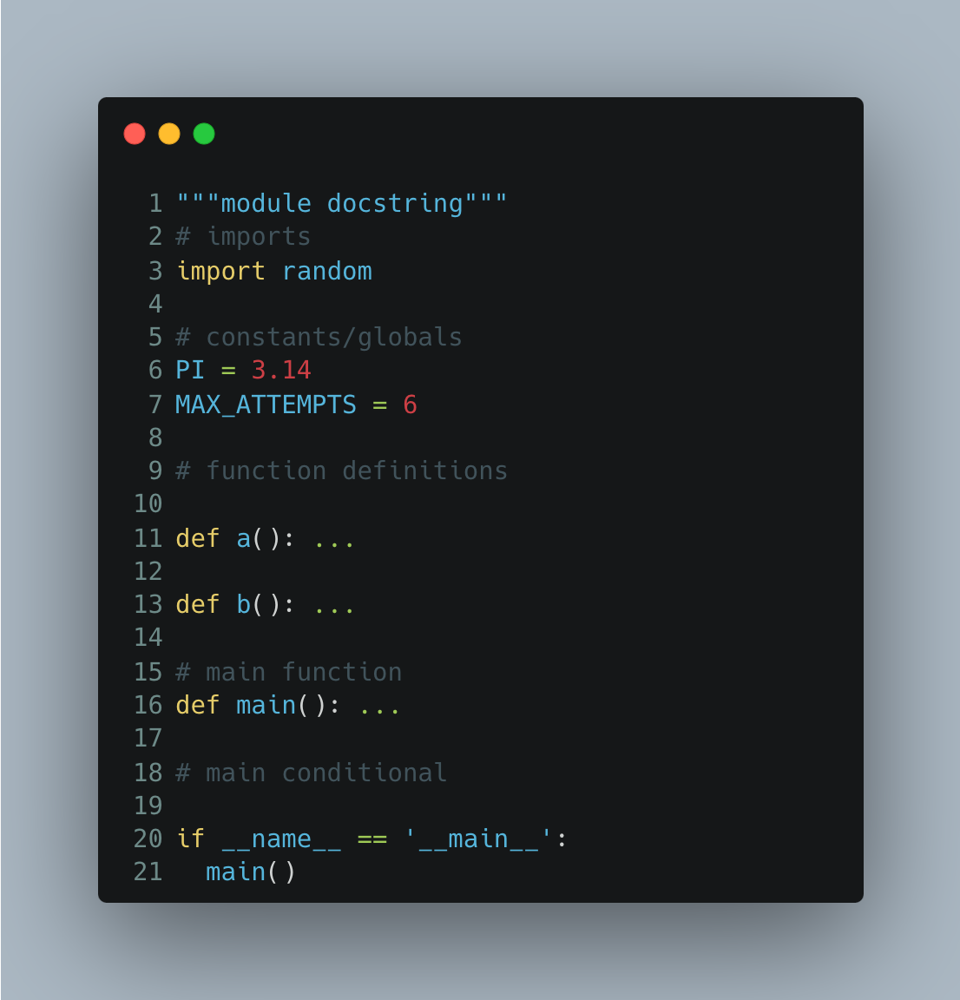 1 """module docstring"""
2 # imports
3 import random
4
5 # constants/globals
6 PI = 3.14
7 MAX_ATTEMPTS = 6
8
9 # function definitions
10
11 def a(): ...
12
13 def b(): ...
14
15 # main function
16 def main(): ...
17
18 # main conditional
19
20 if __name__ == '__main__':
21   main()